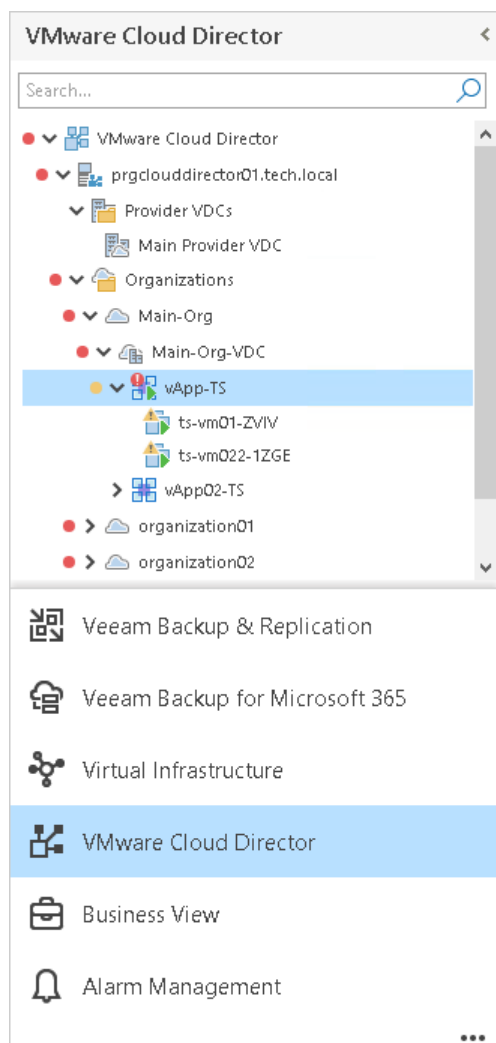 VMware Cloud Director
Search...
VMware Cloud Director
prgclouddirector01.tech.local
Provider VDCs
Main Provider VDC
Organizations
Main-Org
Main-Org-VDC
vApp-TS
ts-vm01-ZVIV
ts-vm022-1ZGE
vApp02-TS
organization01
organization02
Veeam Backup & Replication
Veeam Backup for Microsoft 365
Virtual Infrastructure
VMware Cloud Director
Business View
Alarm Management